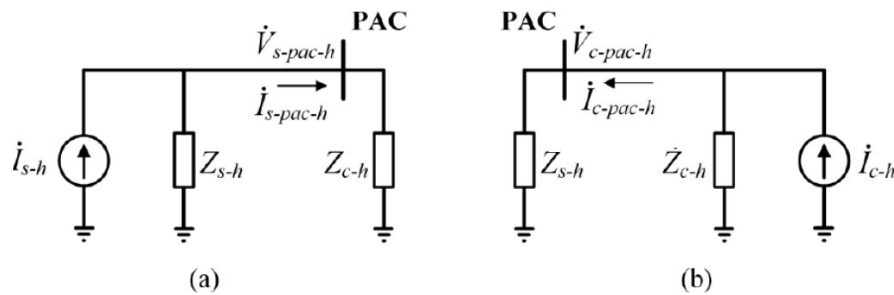 PAC
V̇s-pac-h
İs-pac-h
İs-h
Zs-h
Zc-h
(a)
PAC
V̇c-pac-h
İc-pac-h
Zs-h
Żc-h
İc-h
(b)